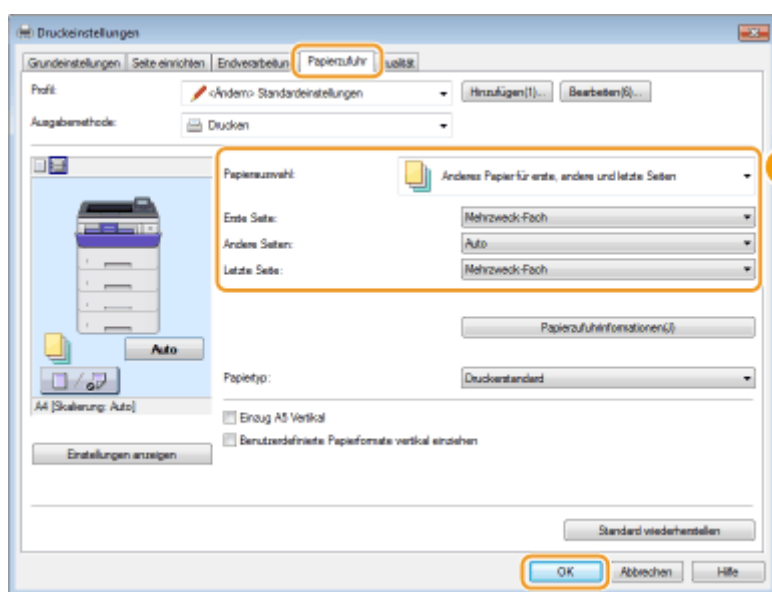 Druckeinstellungen
Grundeinstellungen Seite einrichten Endverarbeitun Papierzufuhr ualität
Profil: <Ändern> Standardeinstellungen Hinzufügen(1)... Bearbeiten(6)...
Ausgabemethode: Drucken
Papierauswahl: Anderes Papier für erste, andere und letzte Seiten
Erste Seite: Mehrzweck-Fach
Andere Seiten: Auto
Letzte Seite: Mehrzweck-Fach
Papierzufuhrinformationen(J)
Auto
Papiertyp: Druckerstandard
A4 [Skalierung: Auto]
Einzug A5 Vertikal
Benutzerdefinierte Papierformate vertikal einziehen
Einstellungen anzeigen
Standard wiederherstellen
OK Abbrechen Hilfe